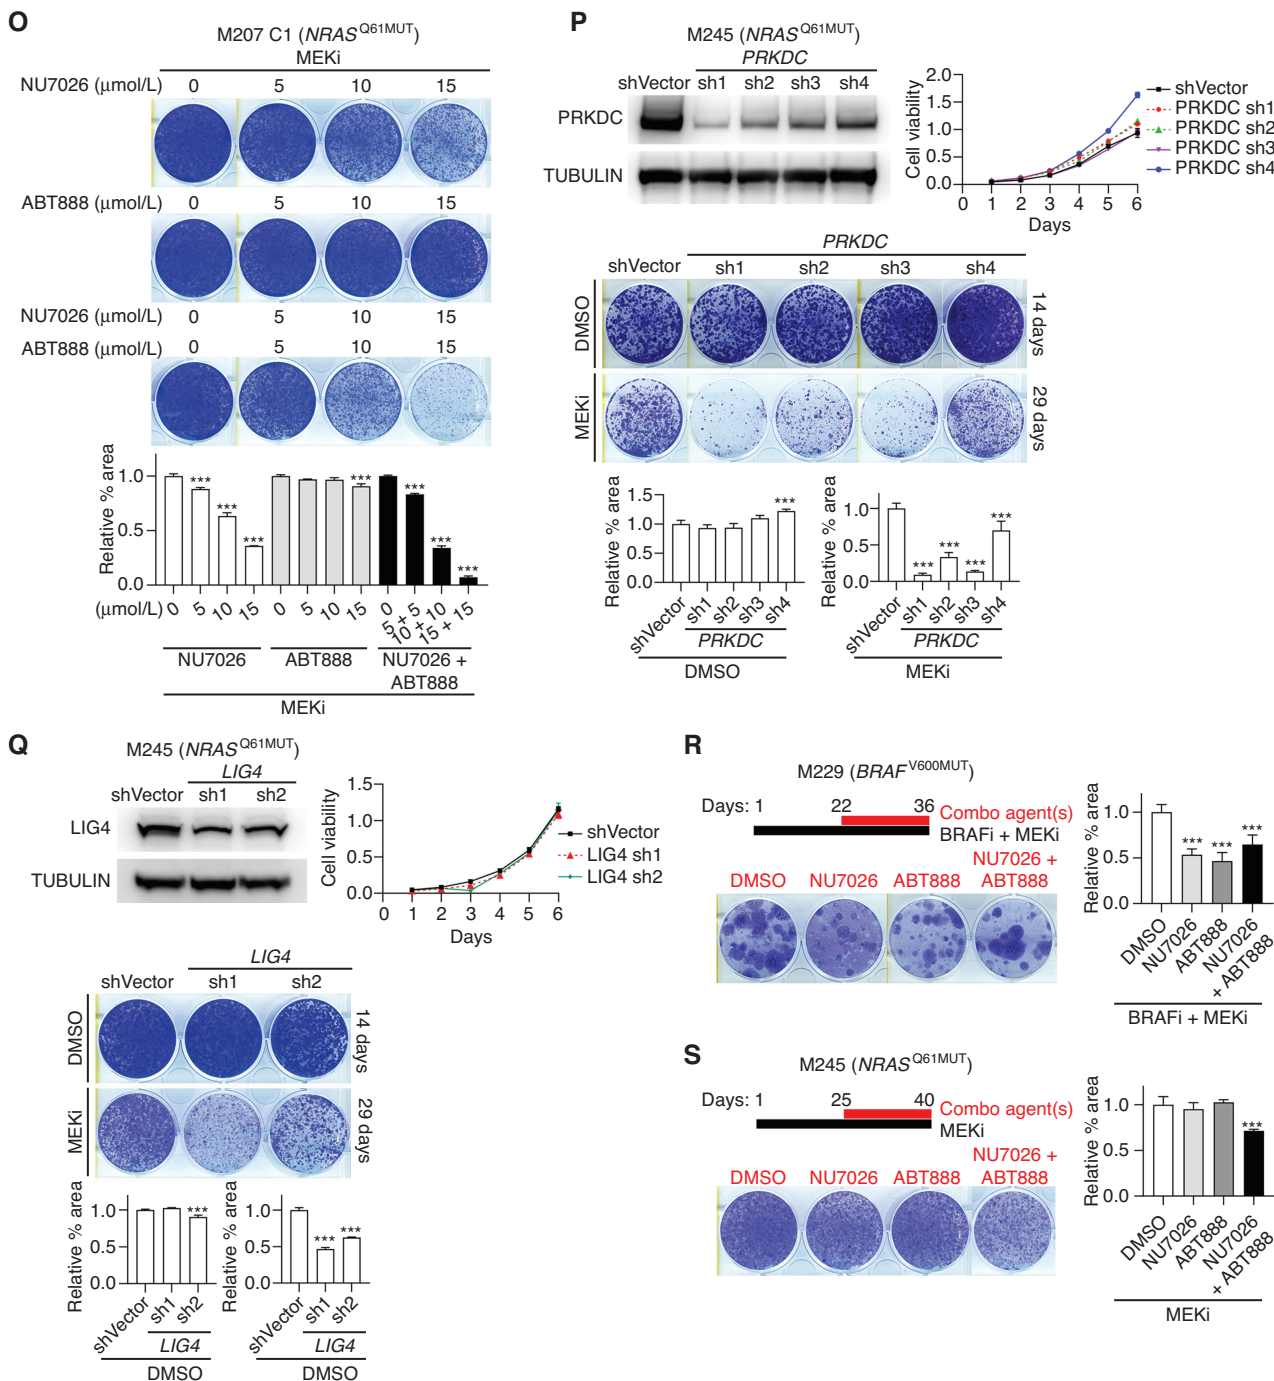 O
M207 C1 (NRAS Q61MUT)
MEKi
NU7026 (μmol/L) 0 5 10 15
ABT888 (μmol/L) 0 5 10 15
NU7026 (μmol/L) 0 5 10 15
ABT888 (μmol/L) 0 5 10 15
Relative % area
1.0
0.5
0.0
*** *** *** *** *** *** ***
(μmol/L) 0 5 10 15 0 5 10 15 0 5 + 5 10 + 10 15 + 15
NU7026 ABT888 NU7026 + ABT888
MEKi
P
M245 (NRAS Q61MUT)
PRKDC
shVector sh1 sh2 sh3 sh4
PRKDC
TUBULIN
Cell viability
2.0
1.5
1.0
0.5
0.0
0 1 2 3 4 5 6
Days
shVector
PRKDC sh1
PRKDC sh2
PRKDC sh3
PRKDC sh4
PRKDC
shVector sh1 sh2 sh3 sh4
DMSO
14 days
MEKi
29 days
Relative % area
1.5
1.0
0.5
0.0
***
shVector sh1 sh2 sh3 sh4
PRKDC
DMSO
Relative % area
1.0
0.5
0.0
*** *** *** ***
shVector sh1 sh2 sh3 sh4
PRKDC
MEKi
Q
M245 (NRAS Q61MUT)
LIG4
shVector sh1 sh2
LIG4
TUBULIN
Cell viability
1.5
1.0
0.5
0.0
0 1 2 3 4 5 6
Days
shVector
LIG4 sh1
LIG4 sh2
LIG4
shVector sh1 sh2
DMSO
14 days
MEKi
29 days
Relative % area
1.0
0.5
0.0
***
shVector sh1 sh2
LIG4
DMSO
Relative % area
1.0
0.5
0.0
*** ***
shVector sh1 sh2
LIG4
DMSO
R
M229 (BRAF V600MUT)
Days: 1 22 36
Combo agent(s)
BRAFi + MEKi
DMSO NU7026 ABT888 NU7026 + ABT888
Relative % area
1.0
0.5
0.0
*** *** ***
DMSO NU7026 ABT888 NU7026 + ABT888
BRAFi + MEKi
S
M245 (NRAS Q61MUT)
Days: 1 25 40
Combo agent(s)
MEKi
DMSO NU7026 ABT888 NU7026 + ABT888
Relative % area
1.0
0.5
0.0
***
DMSO NU7026 ABT888 NU7026 + ABT888
MEKi